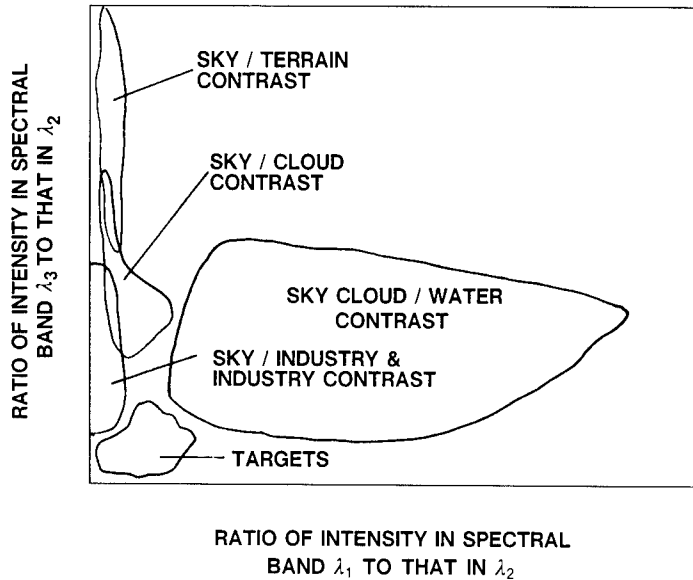 SKY / TERRAIN
CONTRAST
SKY / CLOUD
CONTRAST
SKY CLOUD / WATER
CONTRAST
SKY / INDUSTRY &
INDUSTRY CONTRAST
TARGETS
RATIO OF INTENSITY IN SPECTRAL
BAND λ₃ TO THAT IN λ₂
RATIO OF INTENSITY IN SPECTRAL
BAND λ₁ TO THAT IN λ₂